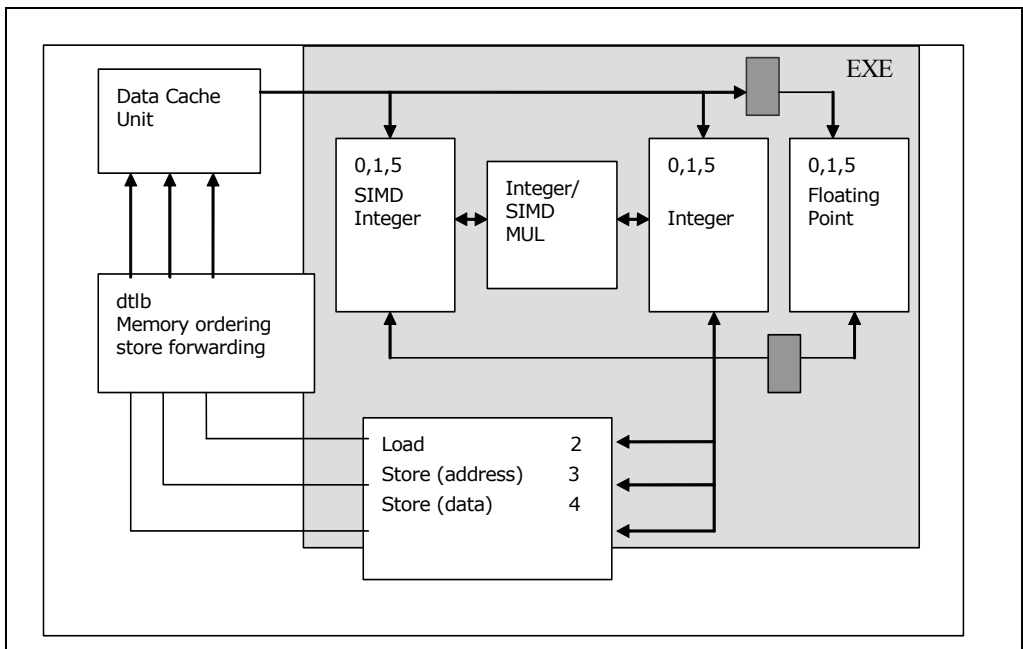 EXE
Data Cache
Unit
0,1,5
SIMD
Integer
Integer/
SIMD
MUL
0,1,5
Integer
0,1,5
Floating
Point
dtlb
Memory ordering
store forwarding
Load 2
Store (address) 3
Store (data) 4